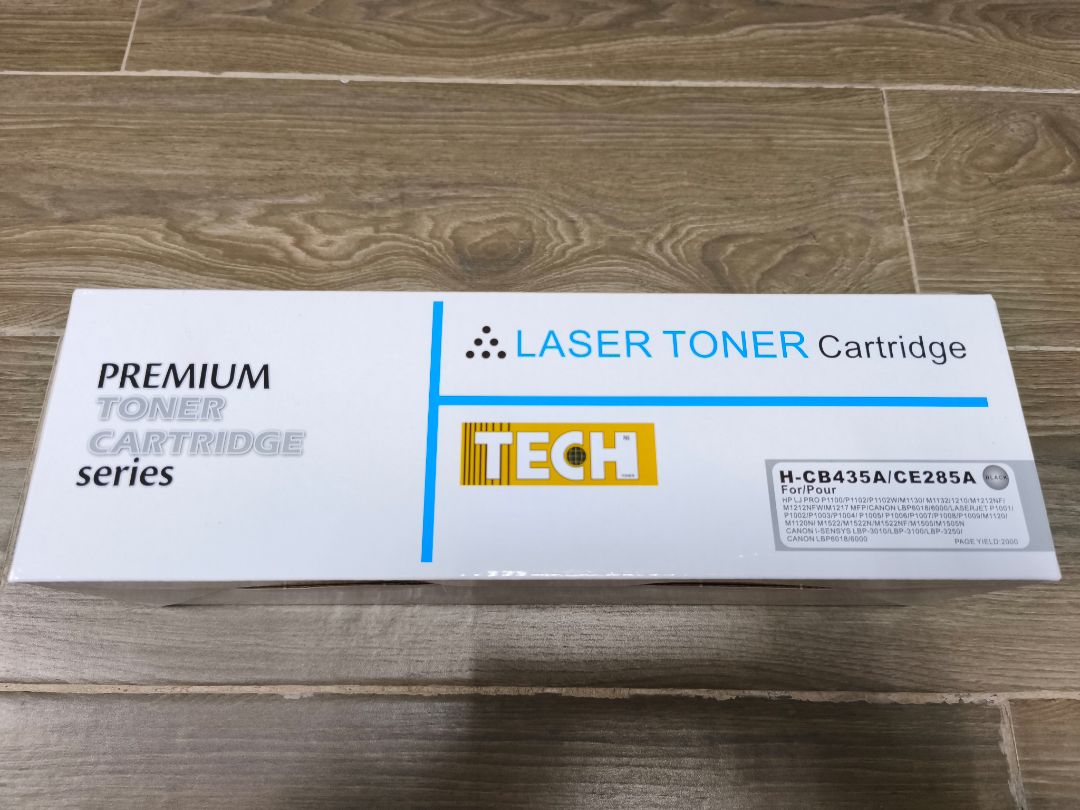 PREMIUM
TONER
CARTRIDGE
series
LASER TONER Cartridge
TECH
TONER
H-CB435A/CE285A
BLACK
For/Pour
HP LJ PRO P1100/P1102/P1102W/M1130/ M1132/1210/M1212NF/
M1212NFW/M1217 MFP/CANON LBP6018/6000/LASERJET P1001/
P1002/P1003/P1004/ P1005/ P1006/P1007/P1008/P1009/M1120/
M1120N/ M1522/M1522N/M1522NF/M1505/M1505N
CANON I-SENSYS LBP-3010/LBP-3100/LBP-3250/
CANON LBP6018/6000
PAGE YIELD:2000